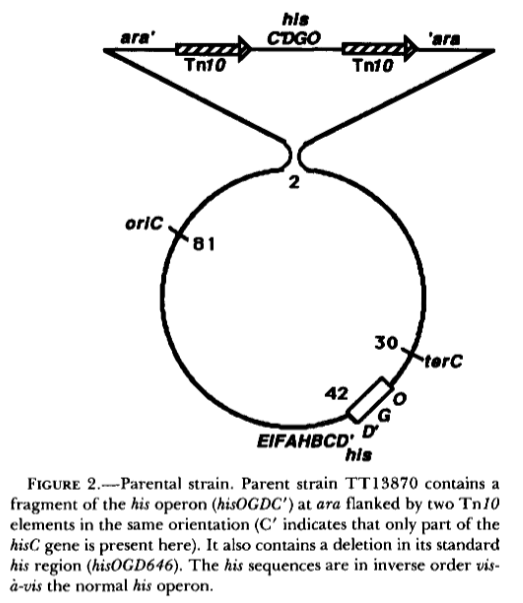 his
ara' C'DGO 'ara
Tn10 Tn10
2
oriC
81
30
terC
42
O
G
D'
EIFAHBCD'
his
FIGURE 2.—Parental strain. Parent strain TT13870 contains a
fragment of the his operon (hisOGDC') at ara flanked by two Tn10
elements in the same orientation (C' indicates that only part of the
hisC gene is present here). It also contains a deletion in its standard
his region (hisOGD646). The his sequences are in inverse order vis-
à-vis the normal his operon.